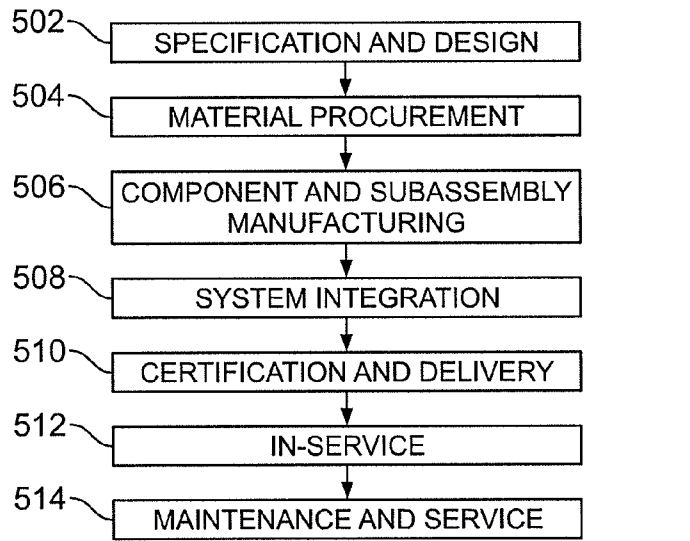 502
SPECIFICATION AND DESIGN
504
MATERIAL PROCUREMENT
506
COMPONENT AND SUBASSEMBLY
MANUFACTURING
508
SYSTEM INTEGRATION
510
CERTIFICATION AND DELIVERY
512
IN-SERVICE
514
MAINTENANCE AND SERVICE